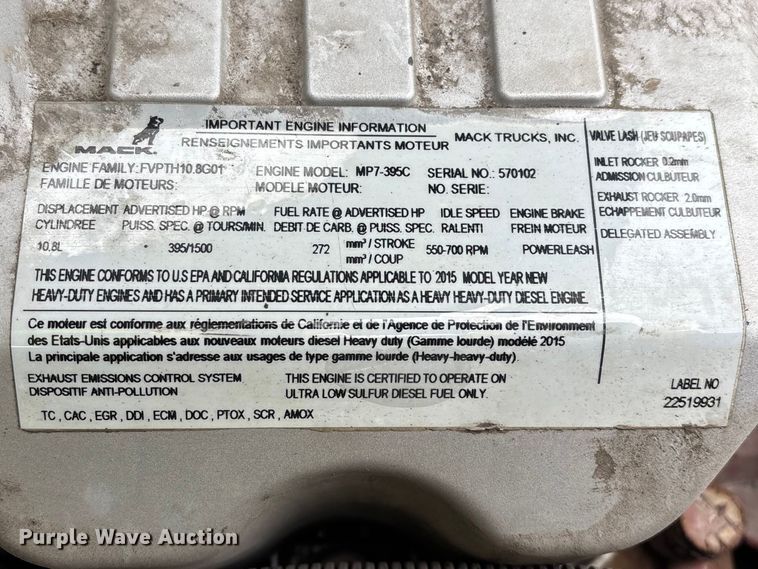 MACK
IMPORTANT ENGINE INFORMATION
RENSEIGNEMENTS IMPORTANTS MOTEUR
MACK TRUCKS, INC.
ENGINE FAMILY: FVPTH10.8G01
FAMILLE DE MOTEURS:
ENGINE MODEL: MP7-395C
MODELE MOTEUR:
SERIAL NO.: 570102
NO. SERIE:
DISPLACEMENT ADVERTISED HP @ RPM FUEL RATE @ ADVERTISED HP IDLE SPEED ENGINE BRAKE
CYLINDREE PUISS. SPEC. @ TOURS/MIN. DEBIT DE CARB. @ PUISS. SPEC. RALENTI FREIN MOTEUR
10.8L 395/1500 272 mm³ / STROKE 550-700 RPM POWERLEASH
mm³ / COUP
THIS ENGINE CONFORMS TO U.S EPA AND CALIFORNIA REGULATIONS APPLICABLE TO 2015 MODEL YEAR NEW
HEAVY-DUTY ENGINES AND HAS A PRIMARY INTENDED SERVICE APPLICATION AS A HEAVY HEAVY-DUTY DIESEL ENGINE.
Ce moteur est conforme aux réglementations de Californie et de l'Agence de Protection de l'Environment
des Etats-Unis applicables aux nouveaux moteurs diesel Heavy duty (Gamme lourde) modélé 2015
La principale application s'adresse aux usages de type gamme lourde (Heavy-heavy-duty)
EXHAUST EMISSIONS CONTROL SYSTEM
DISPOSITIF ANTI-POLLUTION
THIS ENGINE IS CERTIFIED TO OPERATE ON
ULTRA LOW SULFUR DIESEL FUEL ONLY.
TC , CAC , EGR , DDI , ECM , DOC , PTOX , SCR , AMOX
VALVE LASH (JEU SOUPAPES)
INLET ROCKER 0.2mm
ADMISSION CULBUTEUR
EXHAUST ROCKER 2.0mm
ECHAPPEMENT CULBUTEUR
DELEGATED ASSEMBLY
LABEL NO
22519931
Purple Wave Auction